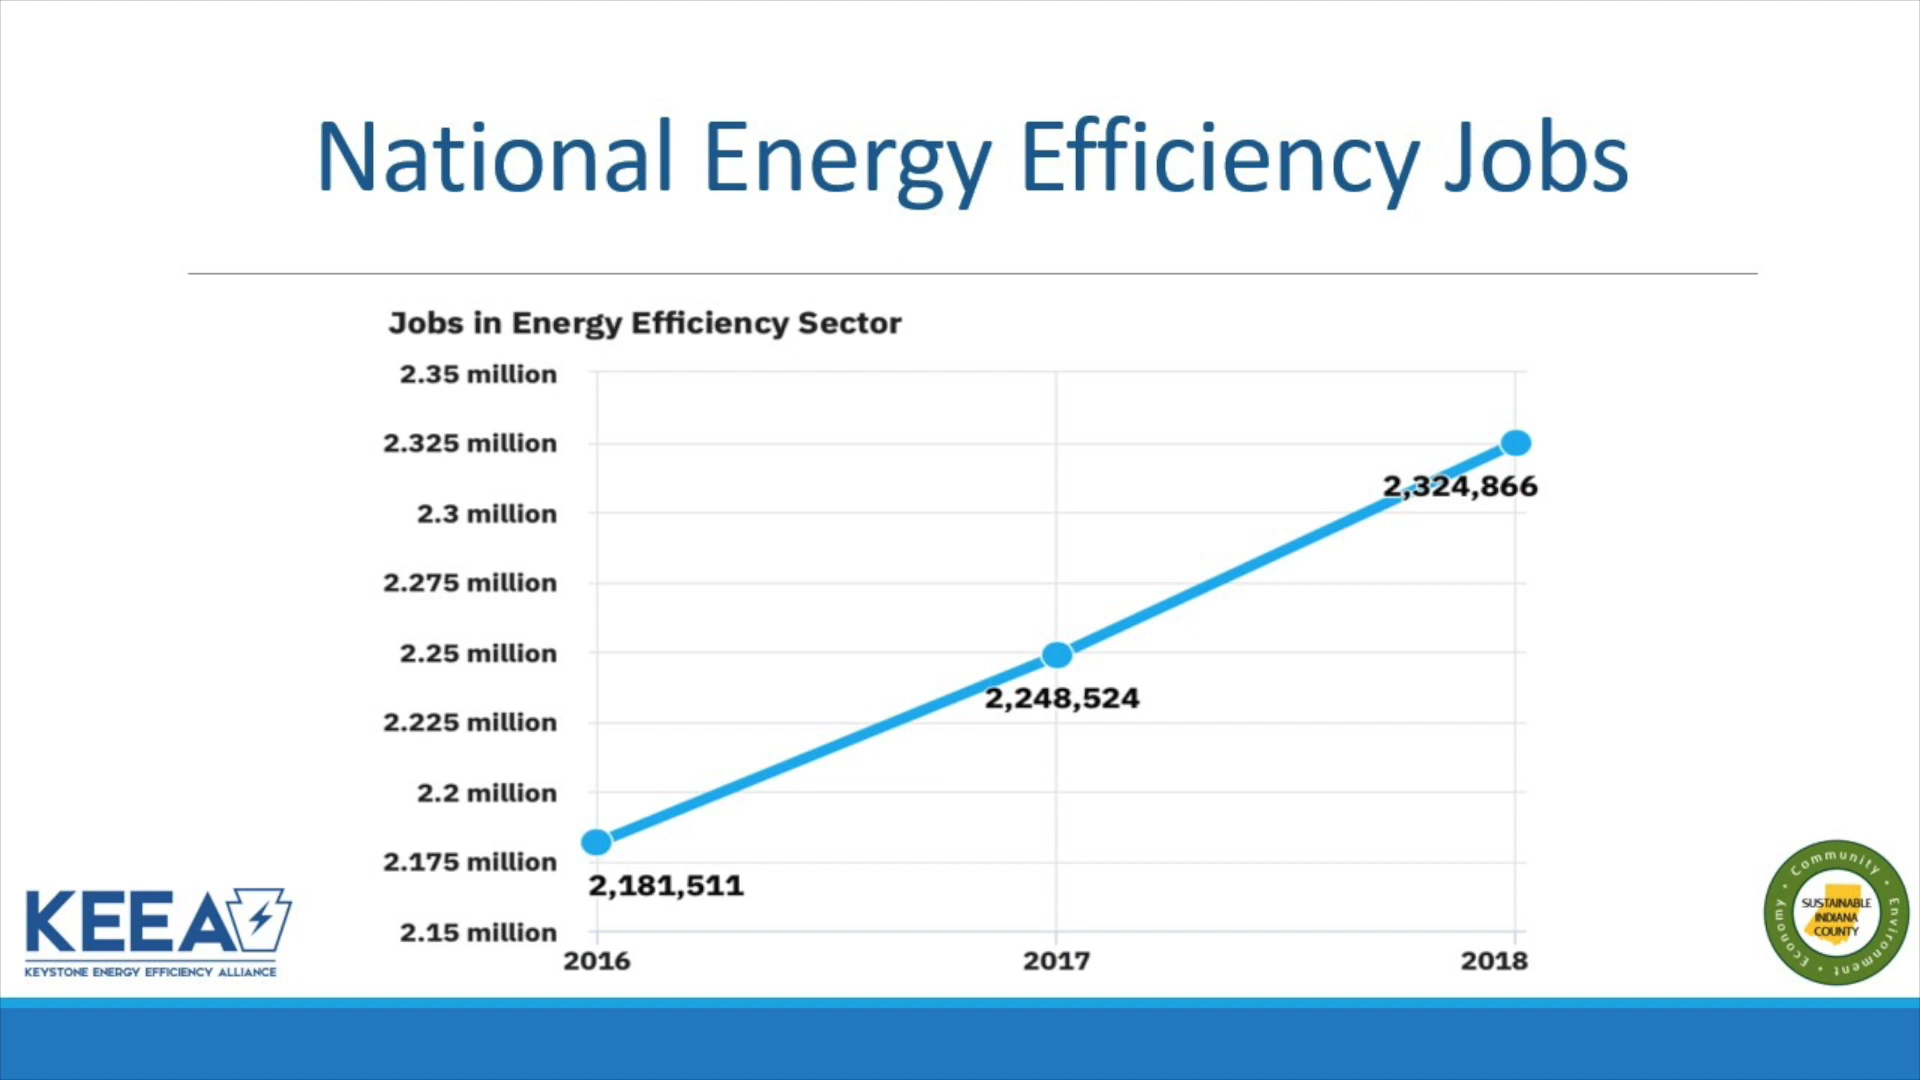 National Energy Efficiency Jobs
Jobs in Energy Efficiency Sector
2.35 million
2.325 million
2.3 million
2.275 million
2.25 million
2.225 million
2.2 million
2.175 million
2.15 million
2,324,866
2,248,524
2,181,511
2016
2017
2018
KEEA
KEYSTONE ENERGY EFFICIENCY ALLIANCE
Community • Environment • Economy •
SUSTAINABLE
INDIANA
COUNTY